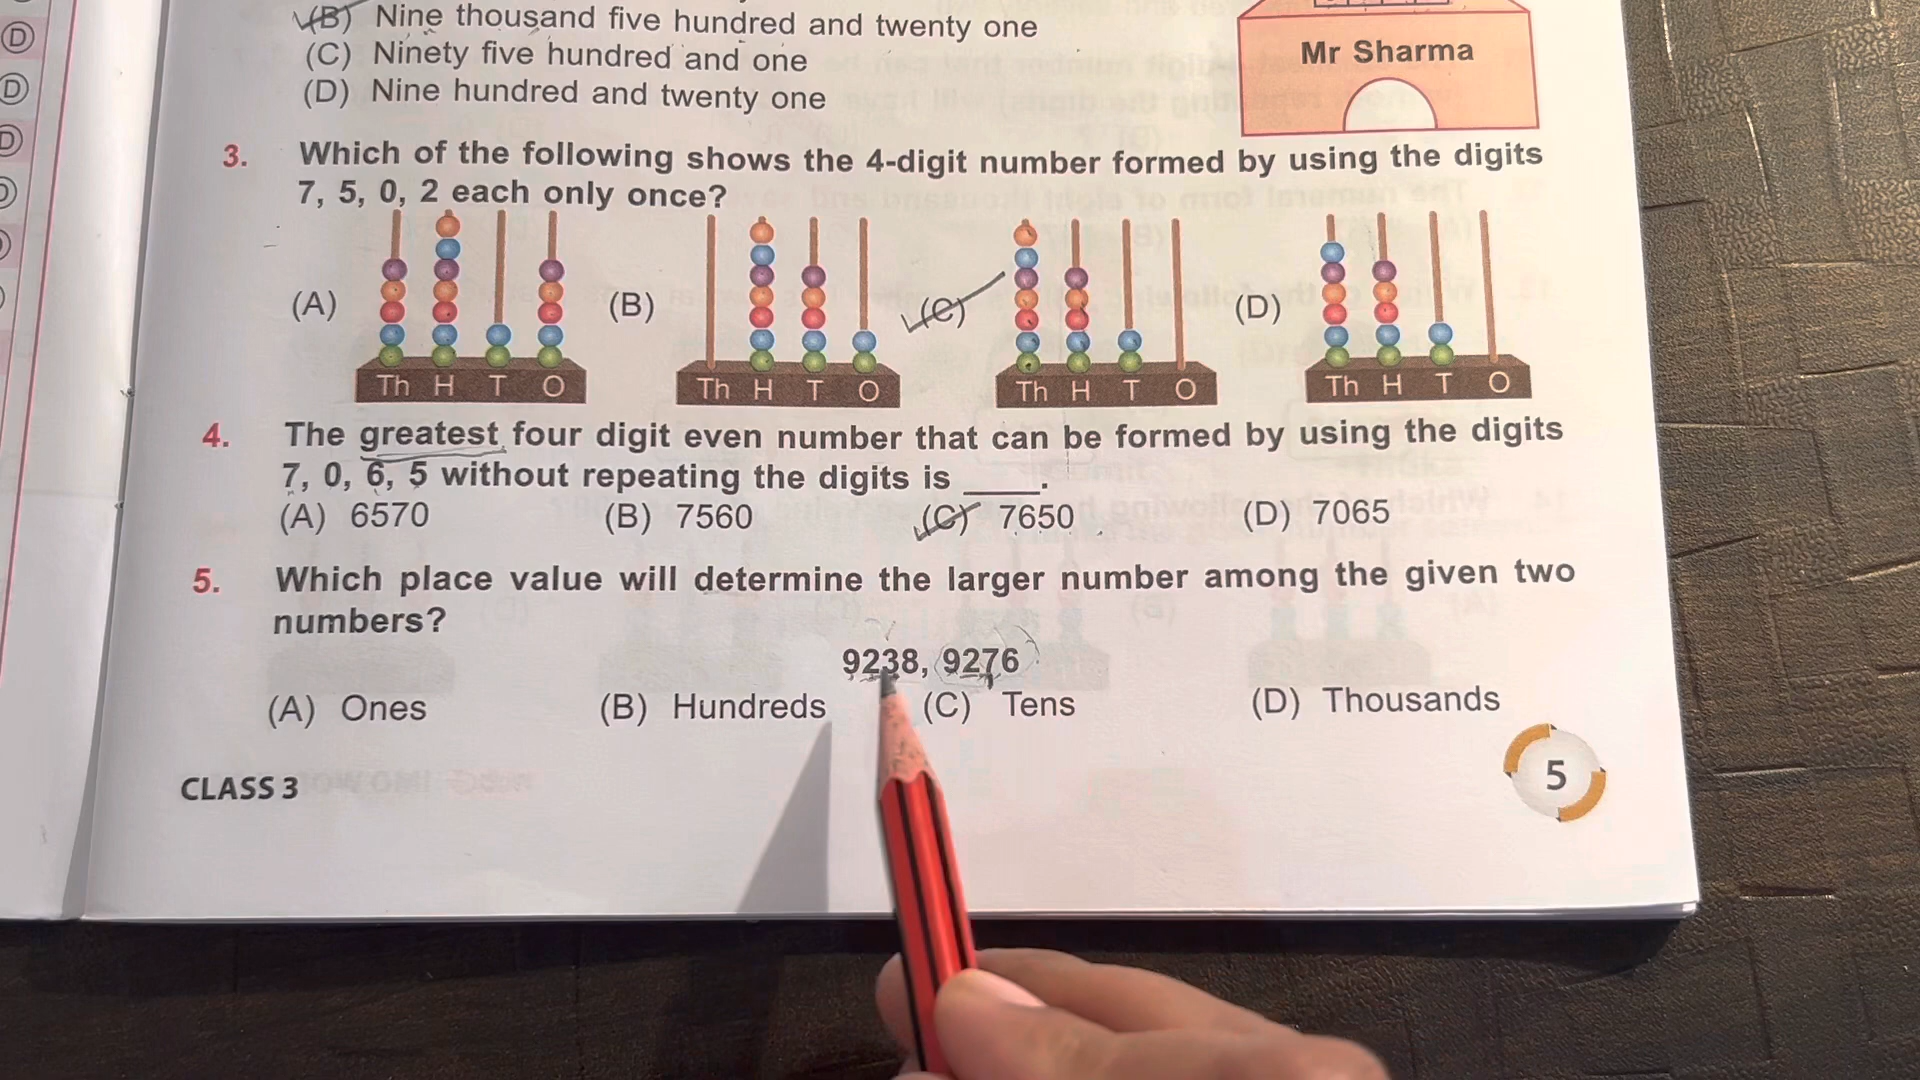 (B) Nine thousand five hundred and twenty one
(C) Ninety five hundred and one
(D) Nine hundred and twenty one
Mr Sharma
3. Which of the following shows the 4-digit number formed by using the digits
7, 5, 0, 2 each only once?
(A) (B) (C) (D)
Th H T O Th H T O Th H T O Th H T O
4. The greatest four digit even number that can be formed by using the digits
7, 0, 6, 5 without repeating the digits is ____.
(A) 6570 (B) 7560 (C) 7650 (D) 7065
5. Which place value will determine the larger number among the given two
numbers?
9238, 9276
(A) Ones (B) Hundreds (C) Tens (D) Thousands
CLASS 3
5
D
D
D